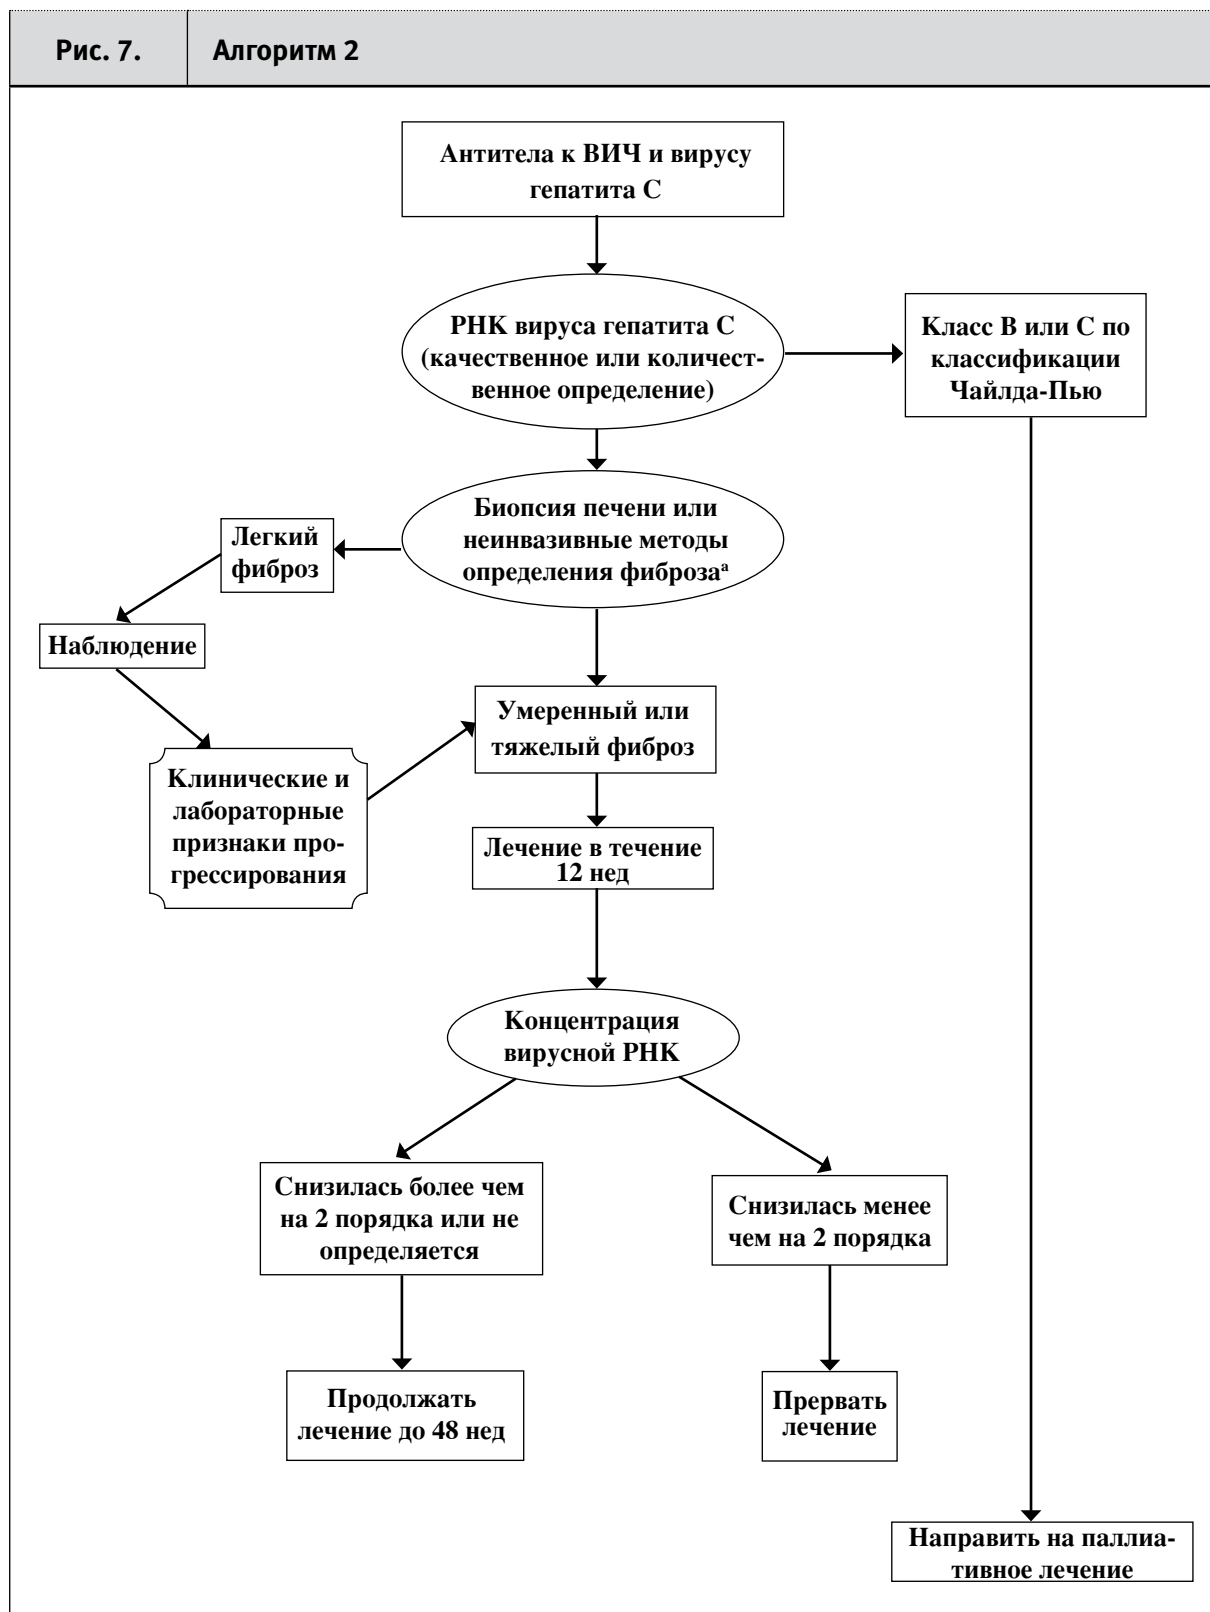 Рис. 7.
Алгоритм 2
Антитела к ВИЧ и вирусу
гепатита С
РНК вируса гепатита С
(качественное или количест-
венное определение)
Класс В или С по
классификации
Чайлда-Пью
Биопсия печени или
неинвазивные методы
определения фиброзаª
Легкий
фиброз
Наблюдение
Умеренный или
тяжелый фиброз
Клинические и
лабораторные
признаки про-
грессирования
Лечение в течение
12 нед
Концентрация
вирусной РНК
Снизилась более чем
на 2 порядка или не
определяется
Снизилась менее
чем на 2 порядка
Продолжать
лечение до 48 нед
Прервать
лечение
Направить на паллиа-
тивное лечение